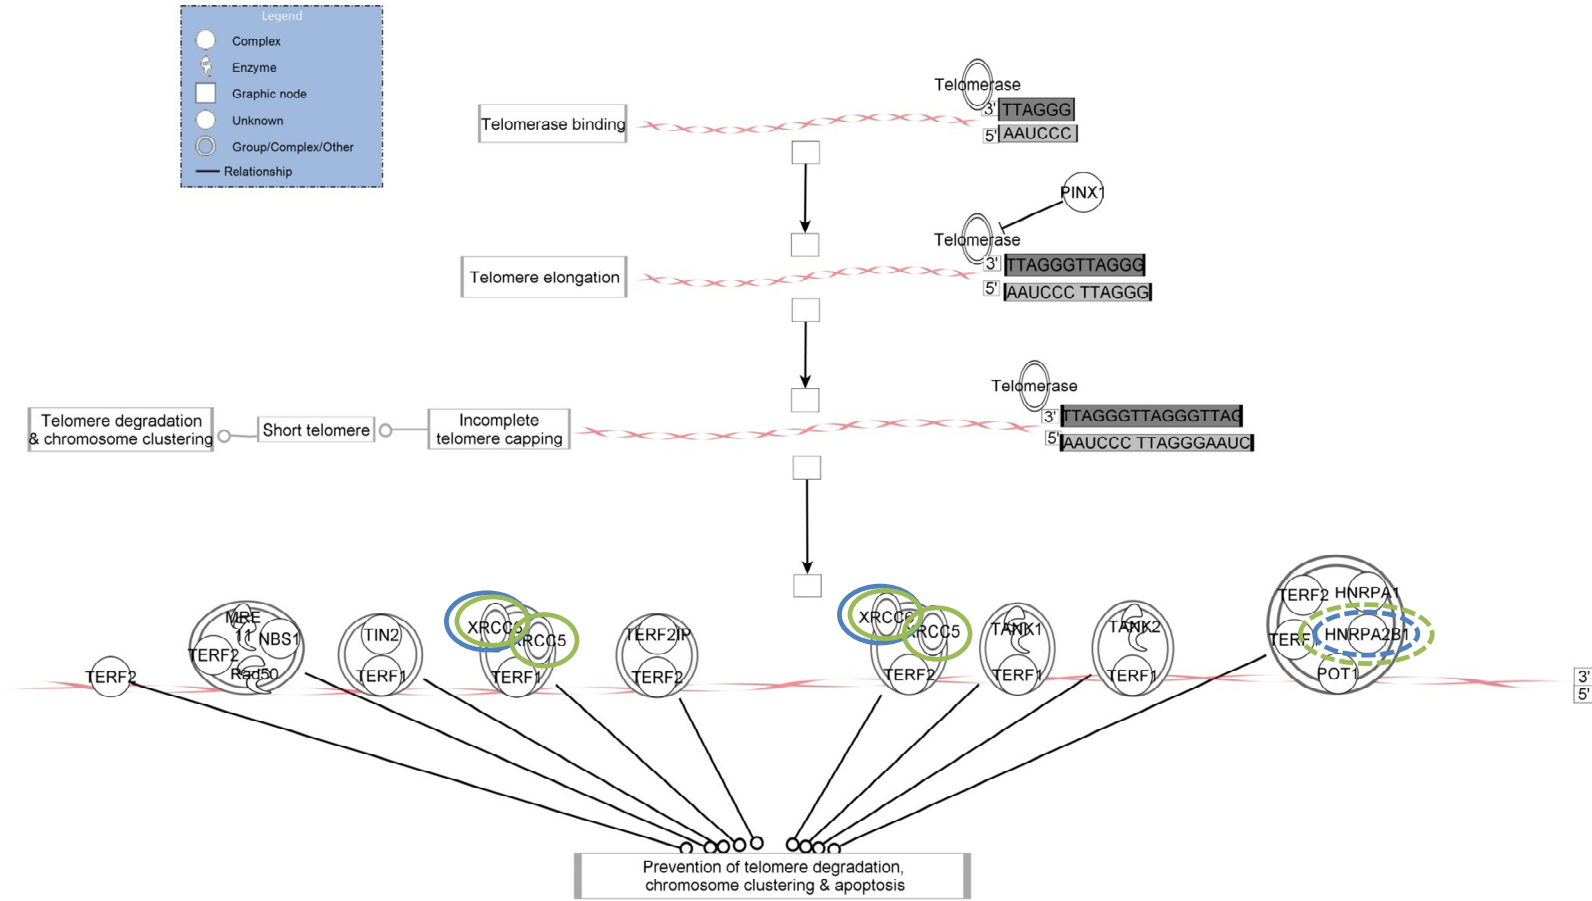 Legend
Complex
Enzyme
Graphic node
Unknown
Group/Complex/Other
Relationship
Telomerase
Telomerase binding
3' TTAGGG
5' AAUCCC
PINX1
Telomerase
Telomere elongation
3' TTAGGGTTAGGG
5' AAUCCC TTAGGG
Telomerase
Telomere degradation
& chromosome clustering
Short telomere
Incomplete
telomere capping
3' TTAGGGTTAGGGTTAG
5' AAUCCC TTAGGGAAUC
TERF2
MRE
11
NBS1
TERF2
Rad50
TIN2
TERF1
XRCC6
XRCC5
TERF1
TERF2IP
TERF2
XRCC6
XRCC5
TERF2
TANK1
TERF1
TANK2
TERF1
TERF2
HNRPA1
TERF1
HNRPA2B1
POT1
3'
5'
Prevention of telomere degradation,
chromosome clustering & apoptosis